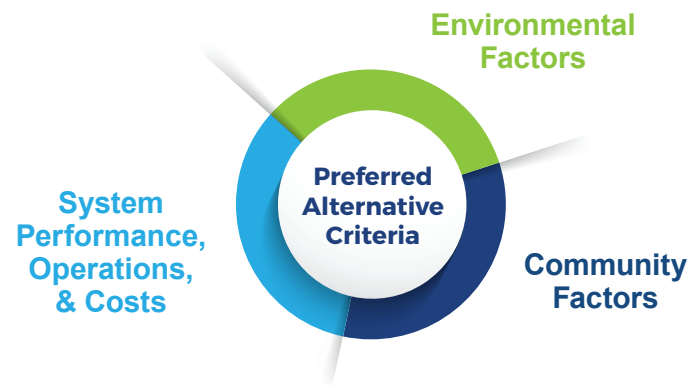 Environmental
Factors
Preferred
Alternative
Criteria
System
Performance,
Operations,
& Costs
Community
Factors